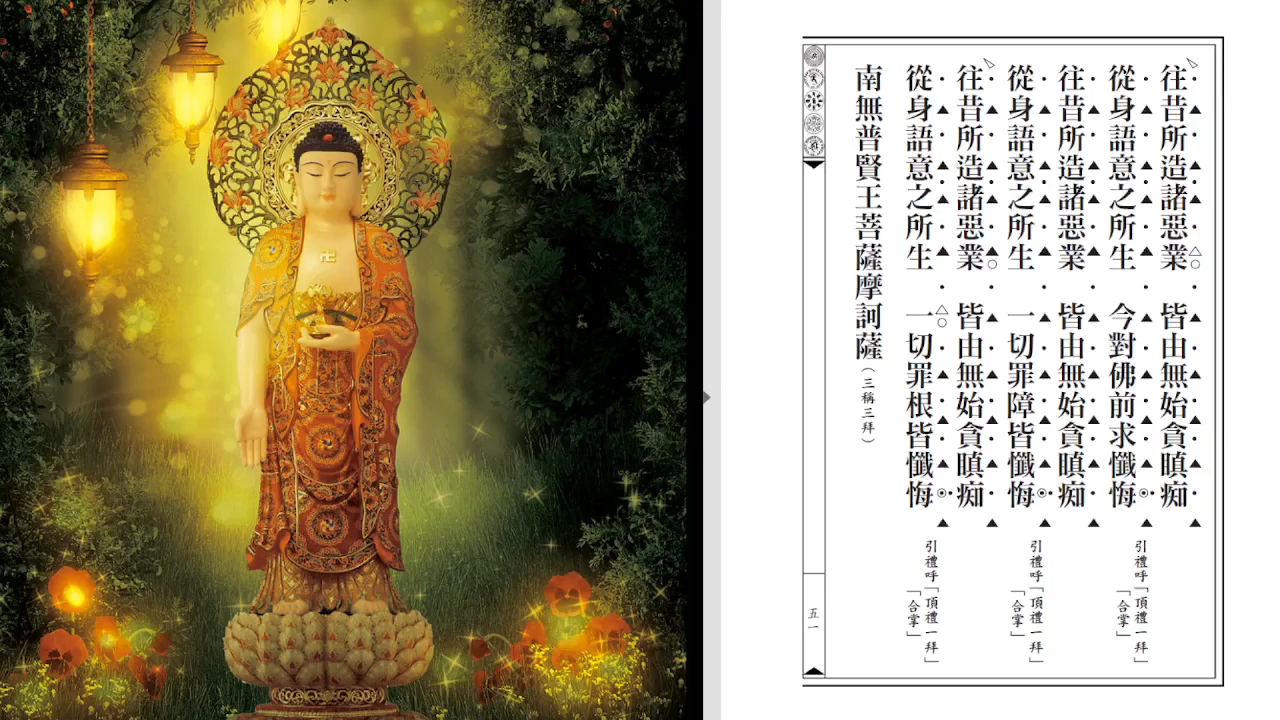 往昔所造諸惡業　皆由無始貪瞋痴
從身語意之所生　今對佛前求懺悔
引禮呼「頂禮一拜」
「合掌」
往昔所造諸惡業　皆由無始貪瞋痴
從身語意之所生　一切罪障皆懺悔
引禮呼「頂禮一拜」
「合掌」
往昔所造諸惡業　皆由無始貪瞋痴
從身語意之所生　一切罪根皆懺悔
引禮呼「頂禮一拜」
「合掌」
南無普賢王菩薩摩訶薩（三稱三拜）
五一
卍